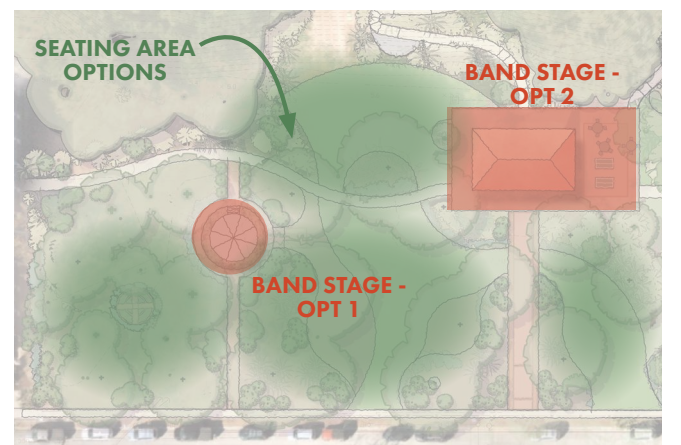 SEATING AREA
OPTIONS
BAND STAGE -
OPT 2
BAND STAGE -
OPT 1